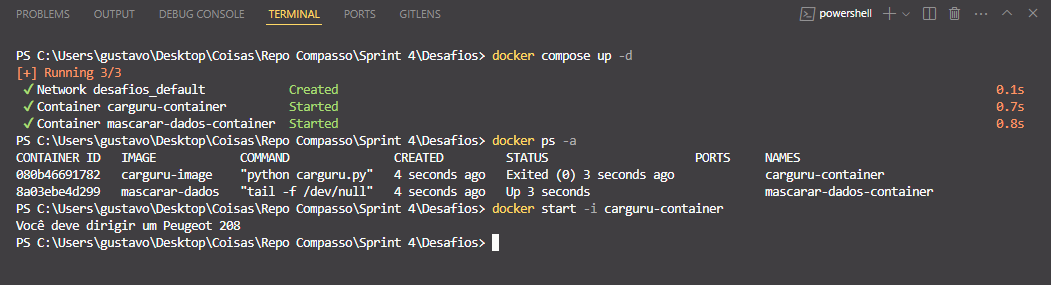 PROBLEMS OUTPUT DEBUG CONSOLE TERMINAL PORTS GITLENS powershell
PS C:\Users\gustavo\Desktop\Coisas\Repo Compasso\Sprint 4\Desafios> docker compose up -d
[+] Running 3/3
✓ Network desafios_default Created 0.1s
✓ Container carguru-container Started 0.7s
✓ Container mascarar-dados-container Started 0.8s
PS C:\Users\gustavo\Desktop\Coisas\Repo Compasso\Sprint 4\Desafios> docker ps -a
CONTAINER ID IMAGE COMMAND CREATED STATUS PORTS NAMES
080b46691782 carguru-image "python carguru.py" 4 seconds ago Exited (0) 3 seconds ago carguru-container
8a03ebe4d299 mascarar-dados "tail -f /dev/null" 4 seconds ago Up 3 seconds mascarar-dados-container
PS C:\Users\gustavo\Desktop\Coisas\Repo Compasso\Sprint 4\Desafios> docker start -i carguru-container
Você deve dirigir um Peugeot 208
PS C:\Users\gustavo\Desktop\Coisas\Repo Compasso\Sprint 4\Desafios>